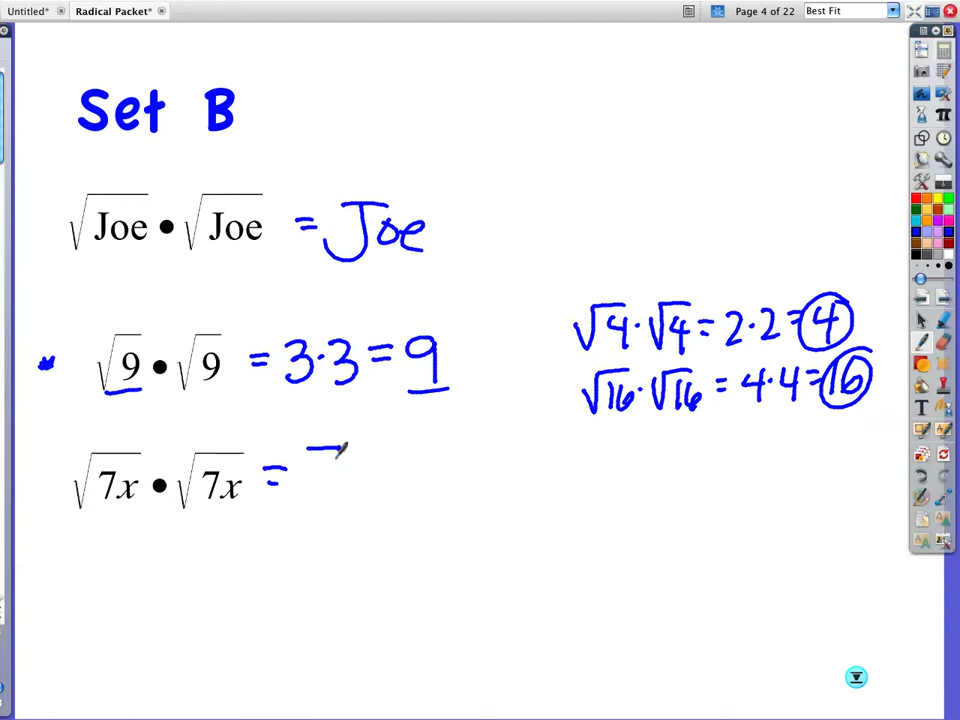 Untitled* Radical Packet* Page 4 of 22 Best Fit
Set B
√Joe • √Joe = Joe
√4 · √4 = 2·2 = 4
* √9 • √9 = 3·3 = 9
√16 · √16 = 4·4 = 16
√7x • √7x =